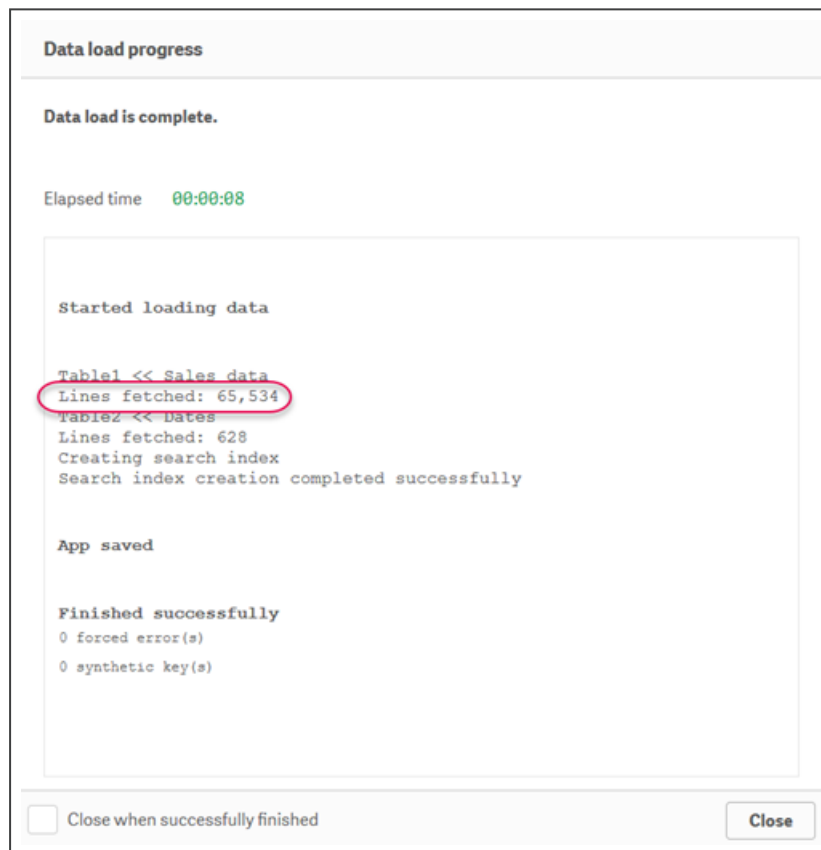 Data load progress
Data load is complete.
Elapsed time 00:00:08
Started loading data
Table1 << Sales data
Lines fetched: 65,534
Table2 << Dates
Lines fetched: 628
Creating search index
Search index creation completed successfully
App saved
Finished successfully
0 forced error(s)
0 synthetic key(s)
Close when successfully finished
Close